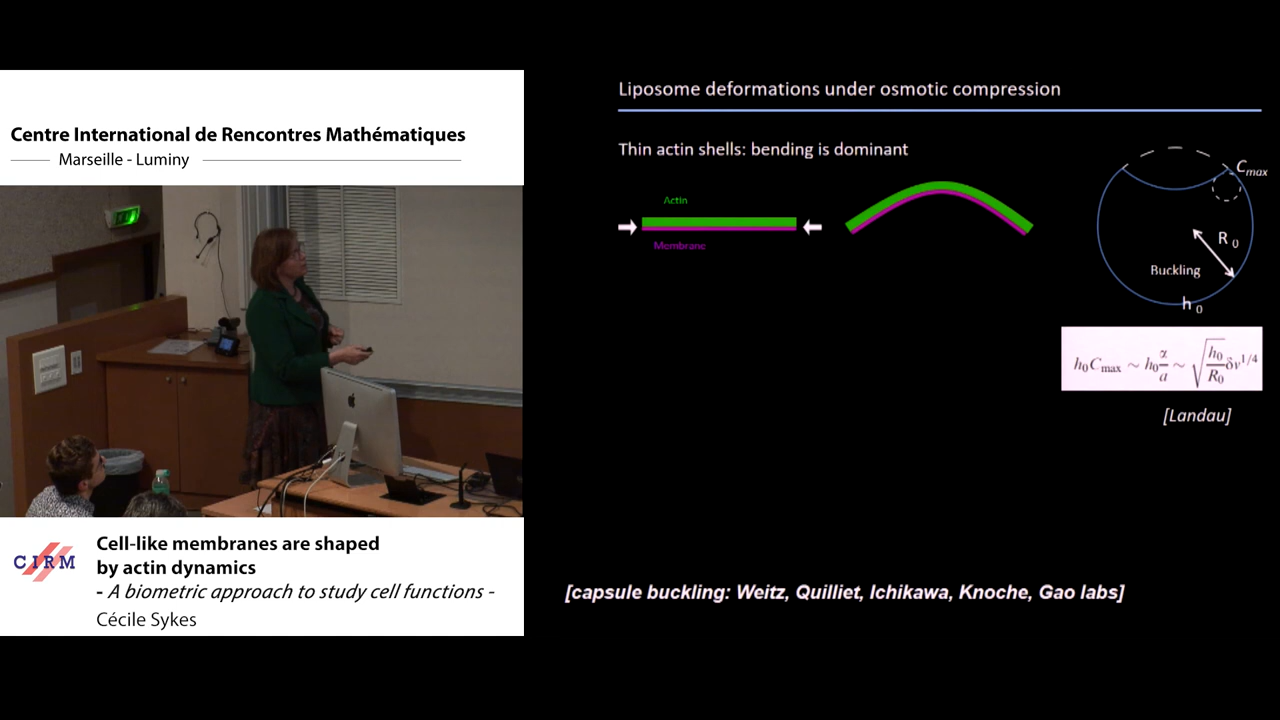 Centre International de Rencontres Mathématiques
Marseille - Luminy
CIRM
Cell-like membranes are shaped
by actin dynamics
- A biometric approach to study cell functions -
Cécile Sykes
Liposome deformations under osmotic compression
Thin actin shells: bending is dominant
Actin
Membrane
C_max
R_0
Buckling
h_0
h_0 C_max ~ h_0 α/a ~ √(h_0/R_0) δv^1/4
[Landau]
[capsule buckling: Weitz, Quilliet, Ichikawa, Knoche, Gao labs]